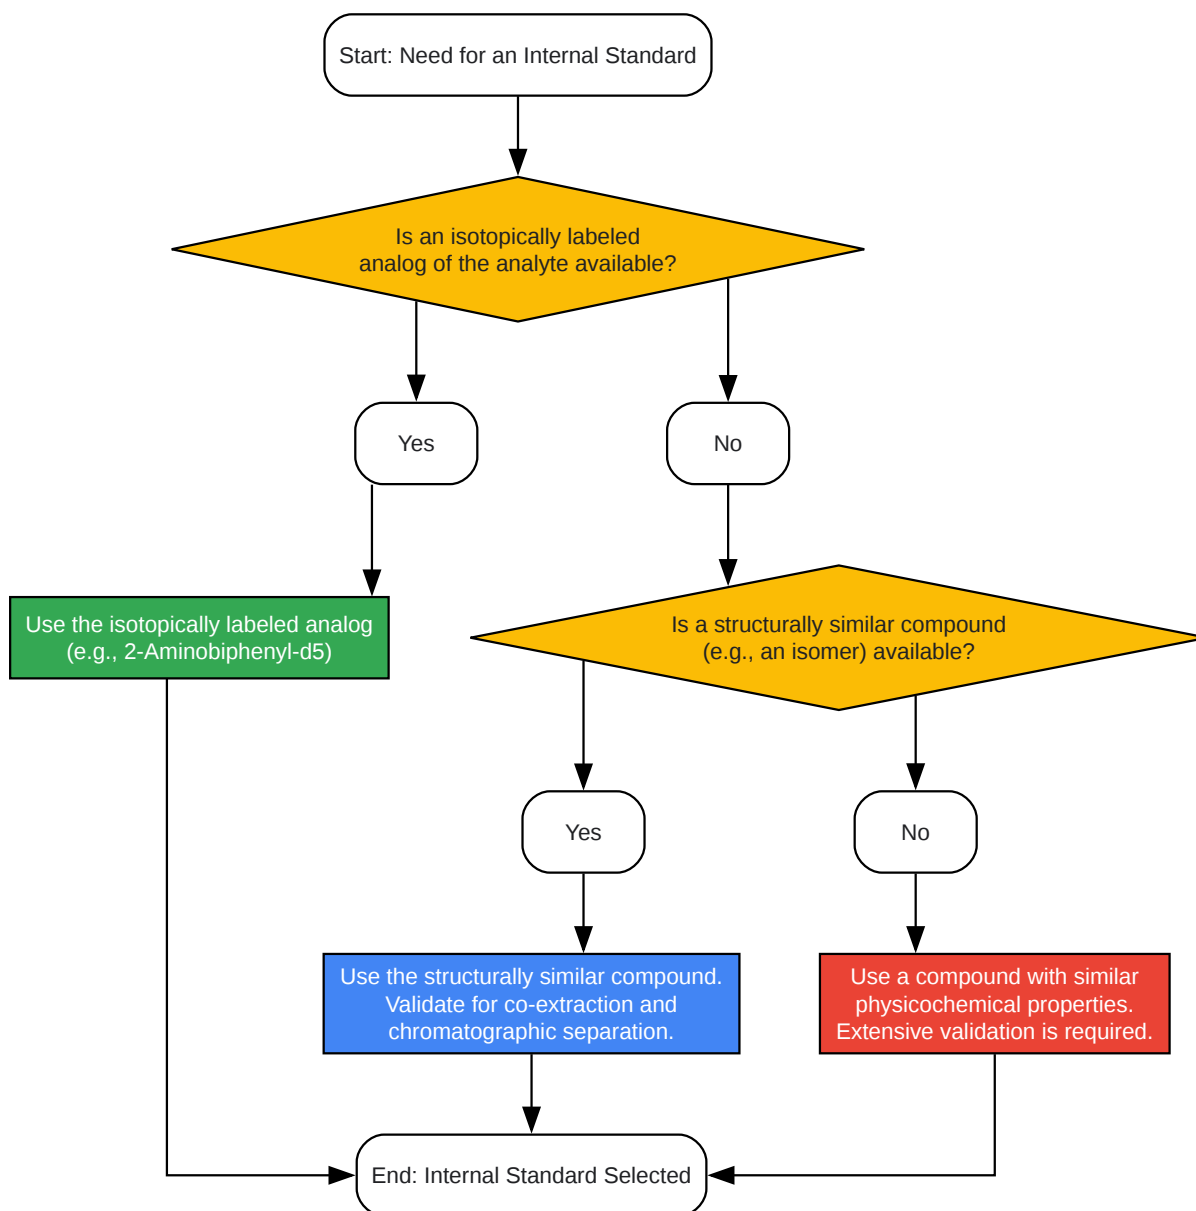 Start: Need for an Internal Standard
Is an isotopically labeled
analog of the analyte available?
Yes
No
Use the isotopically labeled analog
(e.g., 2-Aminobiphenyl-d5)
Is a structurally similar compound
(e.g., an isomer) available?
Yes
No
Use the structurally similar compound.
Validate for co-extraction and
chromatographic separation.
Use a compound with similar
physicochemical properties.
Extensive validation is required.
End: Internal Standard Selected